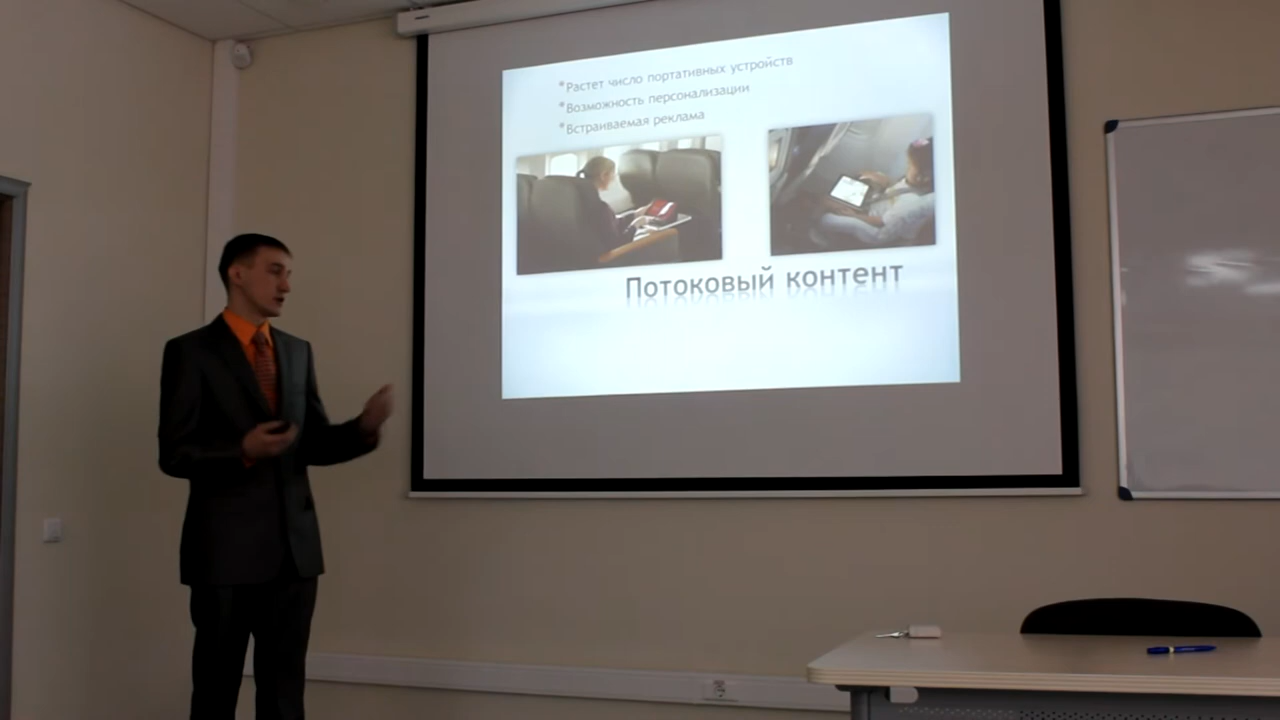 *Растет число портативных устройств
*Возможность персонализации
*Встраиваемая реклама
Потоковый контент